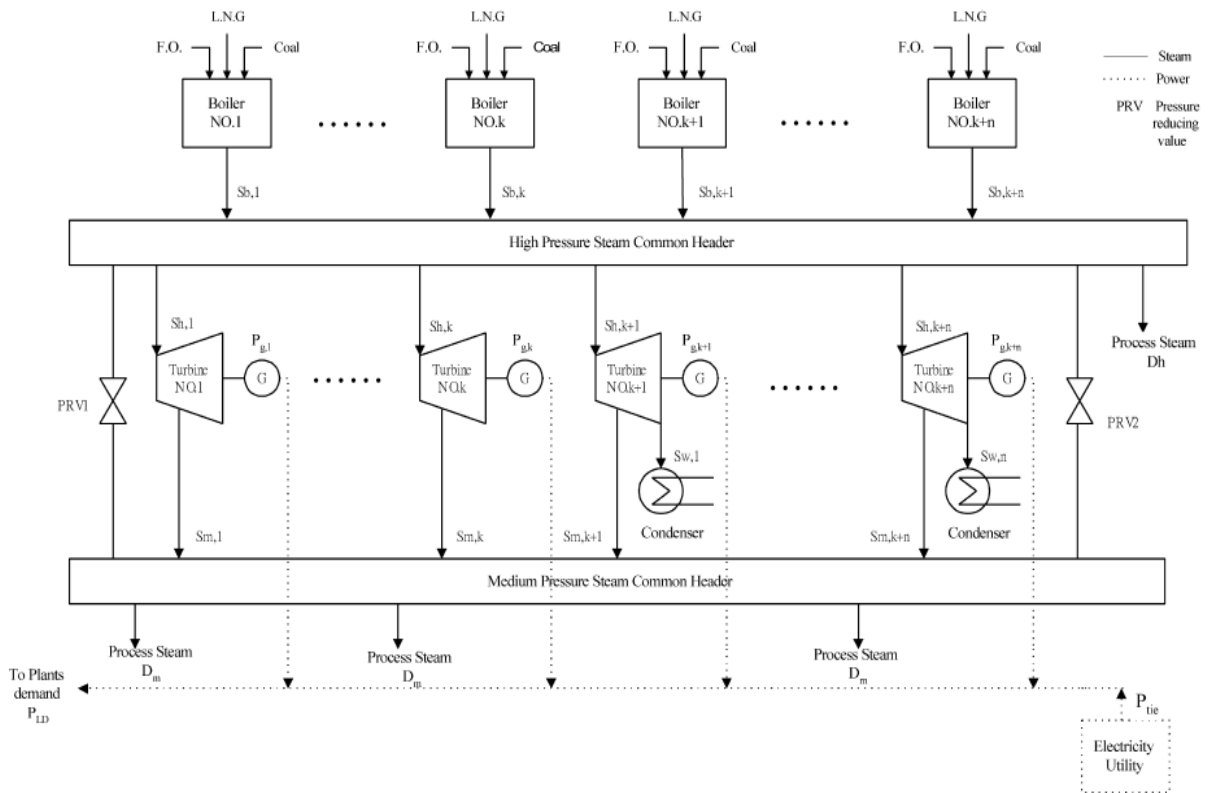 L.N.G
L.N.G
L.N.G
L.N.G
F.O.
Coal
F.O.
Coal
F.O.
Coal
F.O.
Coal
Steam
Power
PRV Pressure
reducing
value
Boiler
NO.1
Boiler
NO.k
Boiler
NO.k+1
Boiler
NO.k+n
Sb,1
Sb,k
Sb,k+1
Sb,k+n
High Pressure Steam Common Header
Sh,1
Sh,k
Sh,k+1
Sh,k+n
Pg,1
Pg,k
Pg,k+1
Pg,k+n
Process Steam
Dh
Turbine
NO.1
G
Turbine
NO.k
G
Turbine
NO.k+1
G
Turbine
NO.k+n
G
PRV1
PRV2
Sw,1
Sw,n
Condenser
Condenser
Sm,1
Sm,k
Sm,k+1
Sm,k+n
Medium Pressure Steam Common Header
Process Steam
Dm
Process Steam
Dm
Process Steam
Dm
To Plants
demand
PLD
Ptie
Electricity
Utility